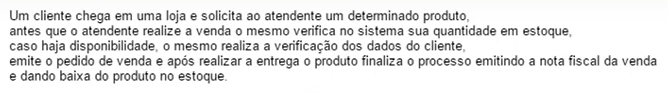 Um cliente chega em uma loja e solicita ao atendente um determinado produto,
antes que o atendente realize a venda o mesmo verifica no sistema sua quantidade em estoque,
caso haja disponibilidade, o mesmo realiza a verificação dos dados do cliente,
emite o pedido de venda e após realizar a entrega o produto finaliza o processo emitindo a nota fiscal da venda
e dando baixa do produto no estoque.